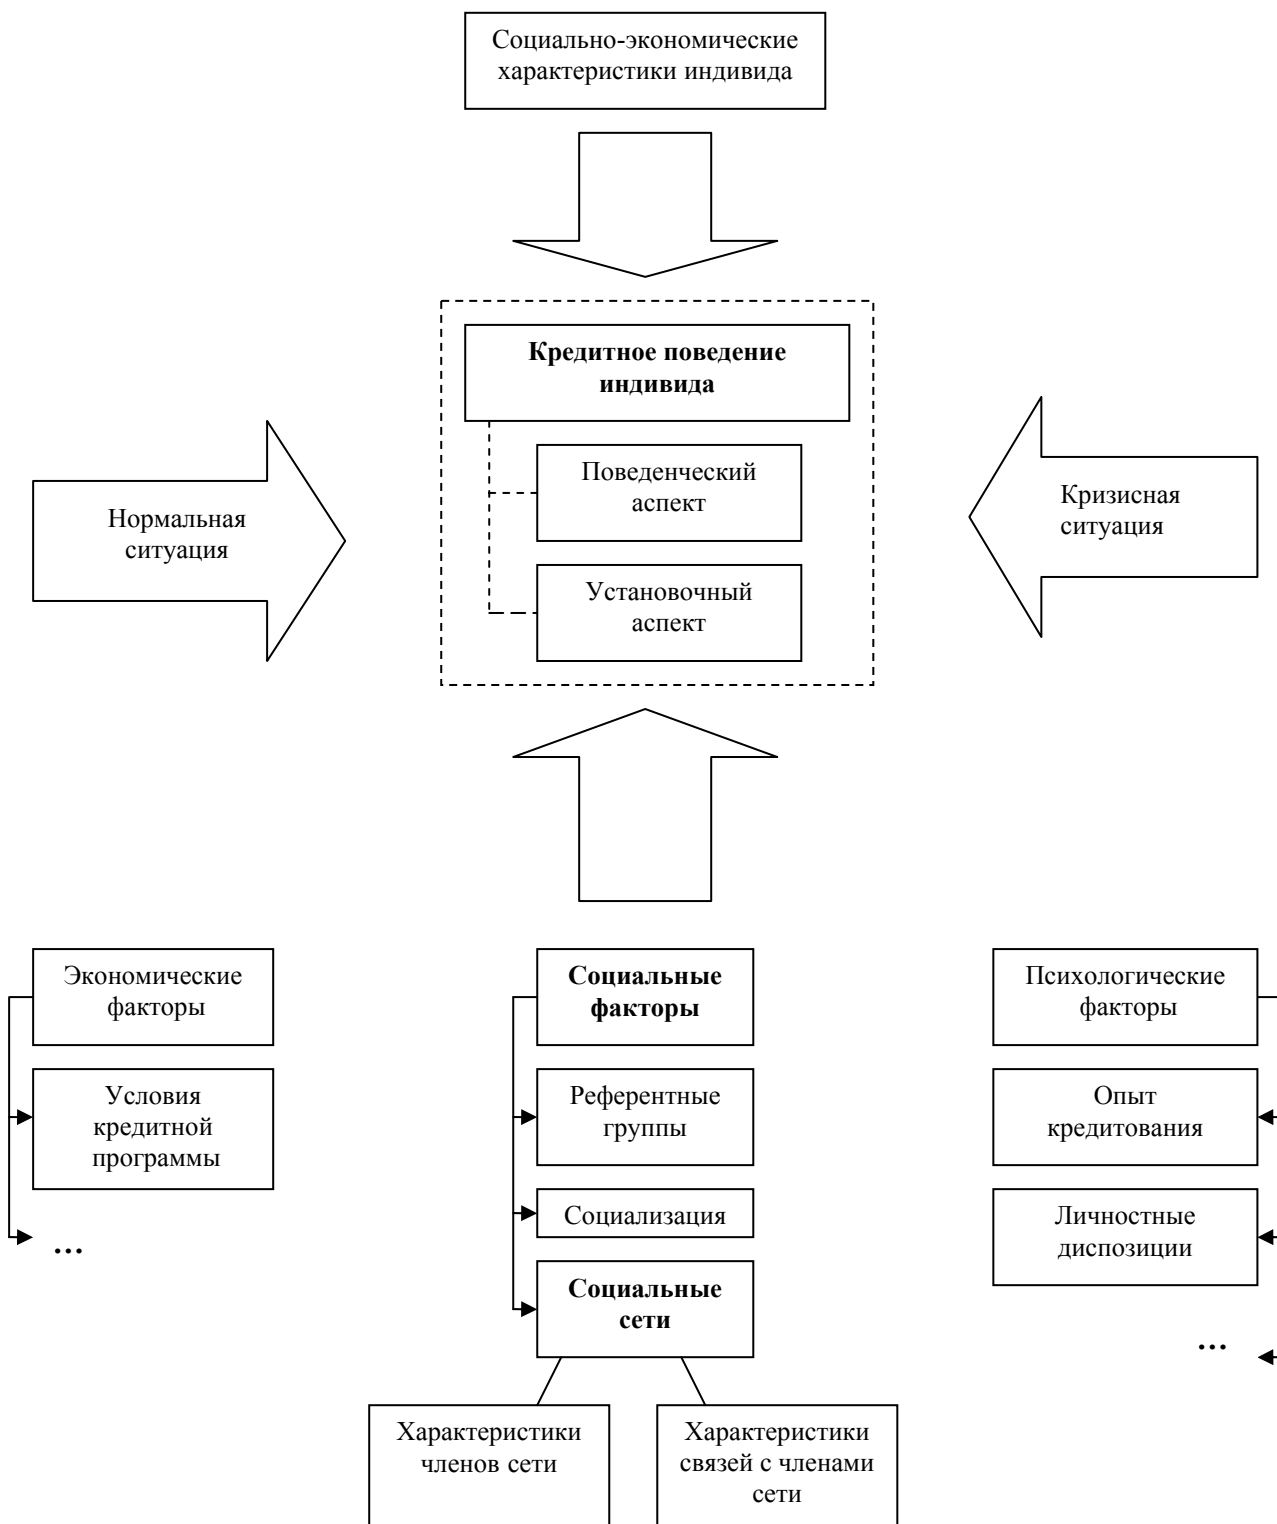 Социально-экономические
характеристики индивида
Кредитное поведение
индивида
Поведенческий
аспект
Нормальная
ситуация
Кризисная
ситуация
Установочный
аспект
Экономические
факторы
Социальные
факторы
Психологические
факторы
Условия
кредитной
программы
Референтные
группы
Опыт
кредитования
Социализация
Личностные
диспозиции
...
Социальные
сети
...
Характеристики
членов сети
Характеристики
связей с членами
сети